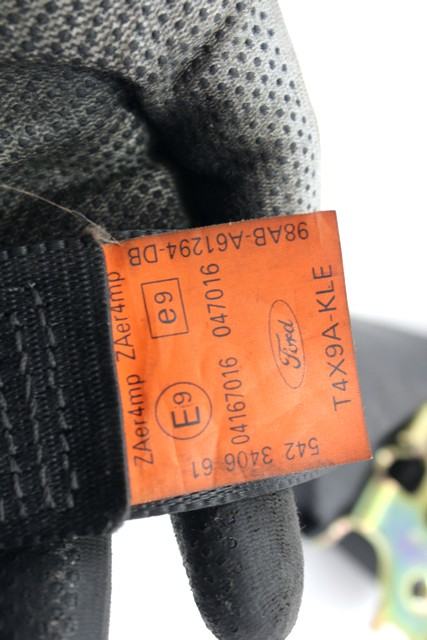 98AB-A61294-DB
ZAer4mp ZAer4mp
E9 e9
04167016 047016
Ford
T4X9A-KLE
542 3406 61